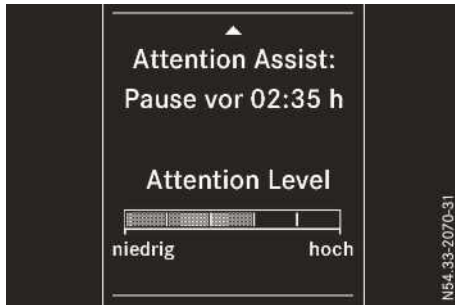 Attention Assist:
Pause vor 02:35 h
Attention Level
niedrig hoch
N54.33-2070-31